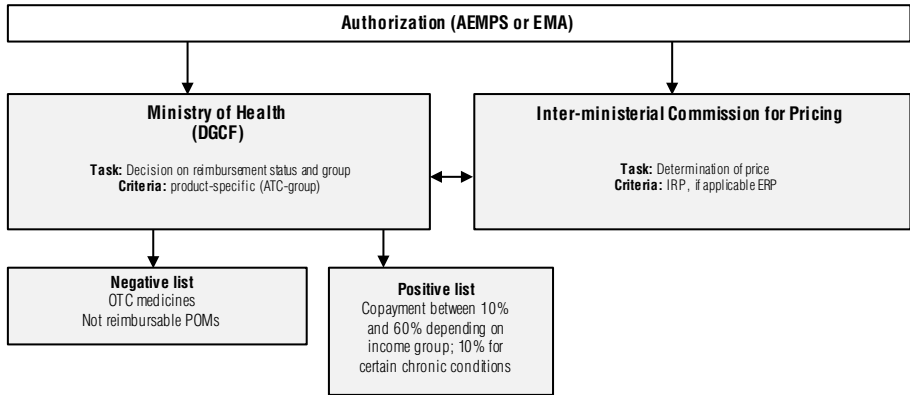 Authorization (AEMPS or EMA)
Ministry of Health
(DGCF)
Task: Decision on reimbursement status and group
Criteria: product-specific (ATC-group)
Inter-ministerial Commission for Pricing
Task: Determination of price
Criteria: IRP, if applicable ERP
Negative list
OTC medicines
Not reimbursable POMs
Positive list
Copayment between 10%
and 60% depending on
income group; 10% for
certain chronic conditions